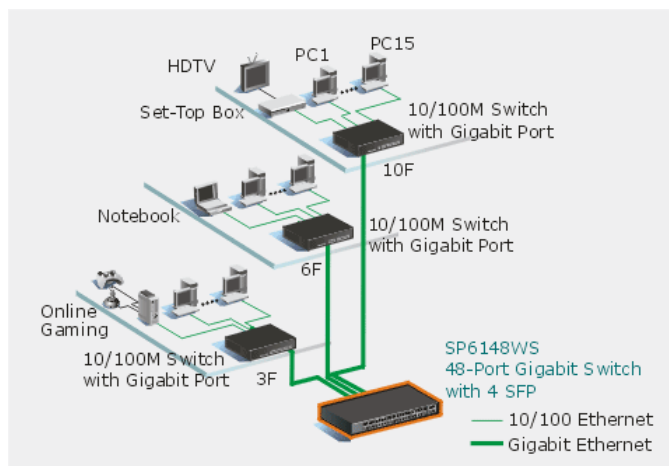 PC15
PC1
HDTV
Set-Top Box
10/100M Switch
with Gigabit Port
10F
Notebook
10/100M Switch
with Gigabit Port
6F
Online
Gaming
10/100M Switch
with Gigabit Port
3F
SP6148WS
48-Port Gigabit Switch
with 4 SFP
10/100 Ethernet
Gigabit Ethernet